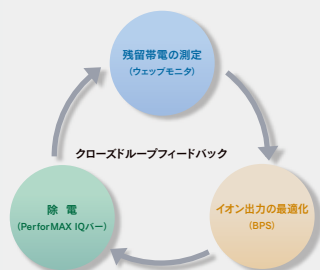 残留帯電の測定
(ウェッブモニタ)
クローズドループフィードバック
除 電
(PerforMAX IQバー)
イオン出力の最適化
(BPS)